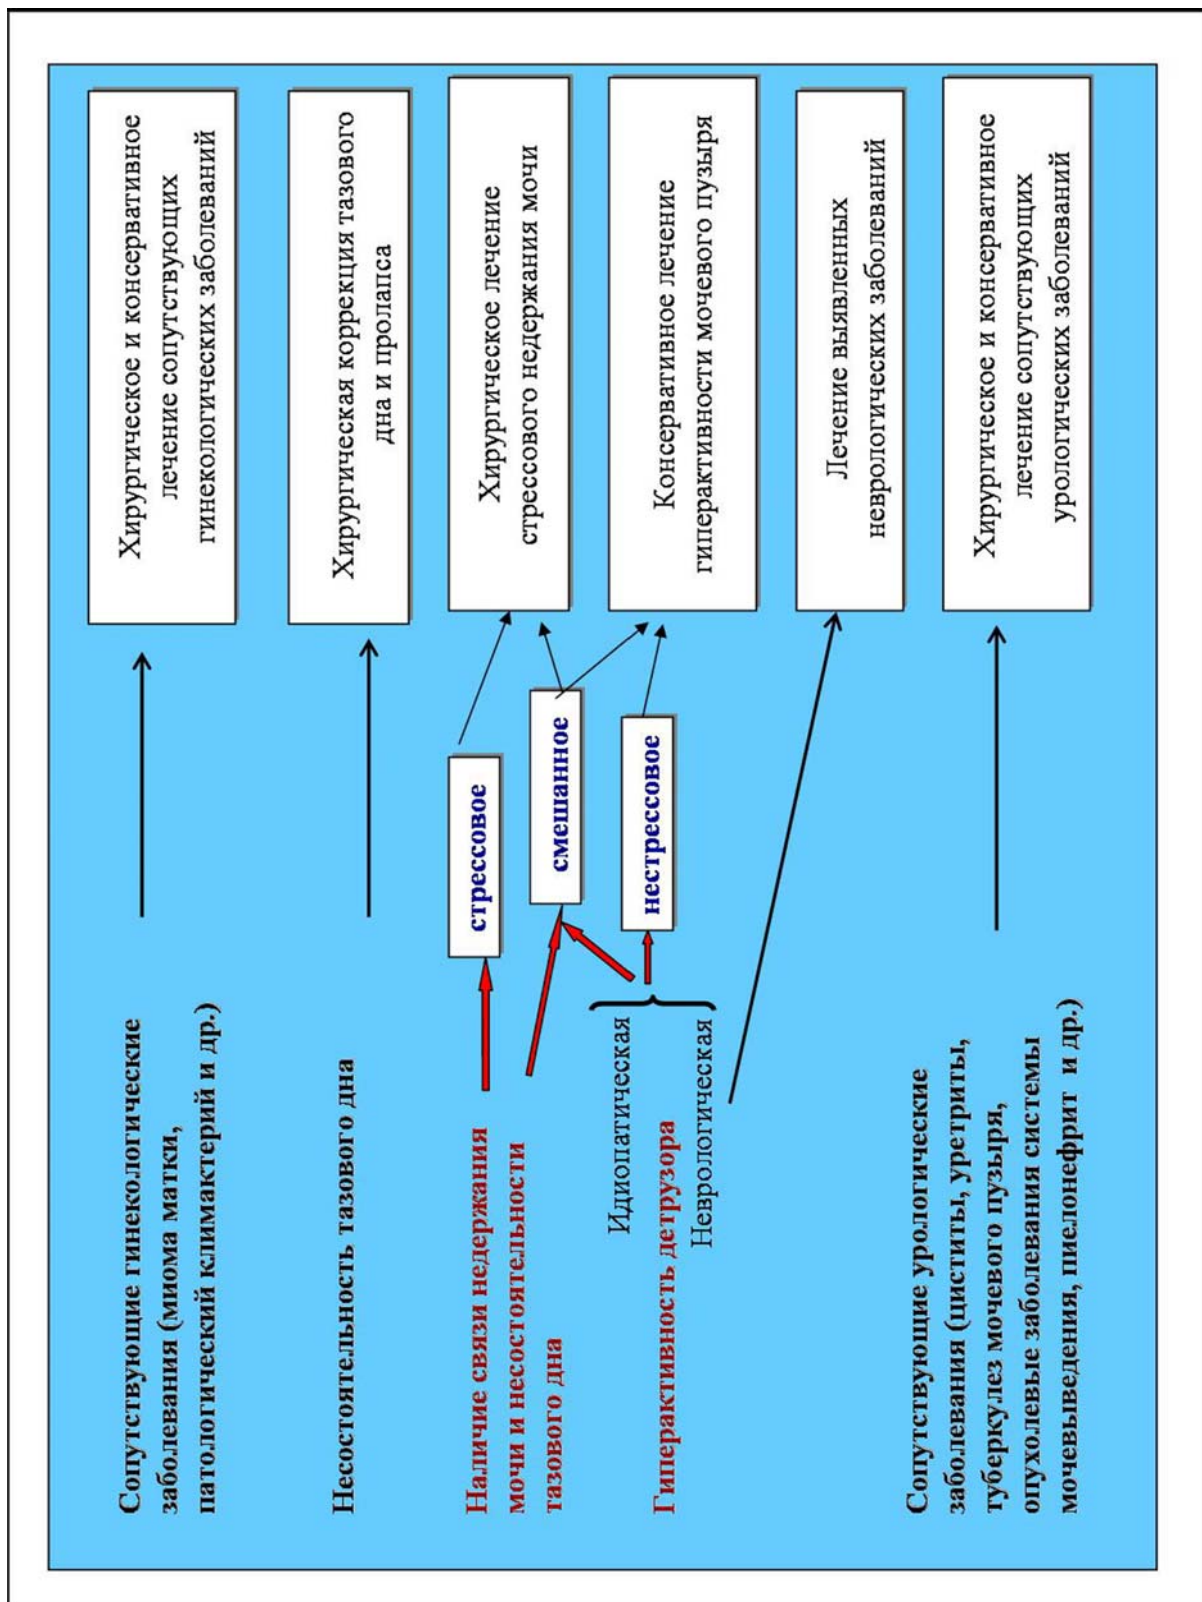 Сопутствующие гинекологические
заболевания (миома матки,
патологический климактерий и др.)
Хирургическое и консервативное
лечение сопутствующих
гинекологических заболеваний
Несостоятельность тазового дна
Хирургическая коррекция тазового
дна и пролапса
Наличие связи недержания
мочи и несостоятельности
тазового дна
стрессовое
смешанное
нестрессовое
Хирургическое лечение
стрессового недержания мочи
Гиперактивность детрузора
Идиопатическая
Неврологическая
Консервативное лечение
гиперактивности мочевого пузыря
Лечение выявленных
неврологических заболеваний
Сопутствующие урологические
заболевания (циститы, уретриты,
туберкулез мочевого пузыря,
опухолевые заболевания системы
мочевыведения, пиелонефрит и др.)
Хирургическое и консервативное
лечение сопутствующих
урологических заболеваний